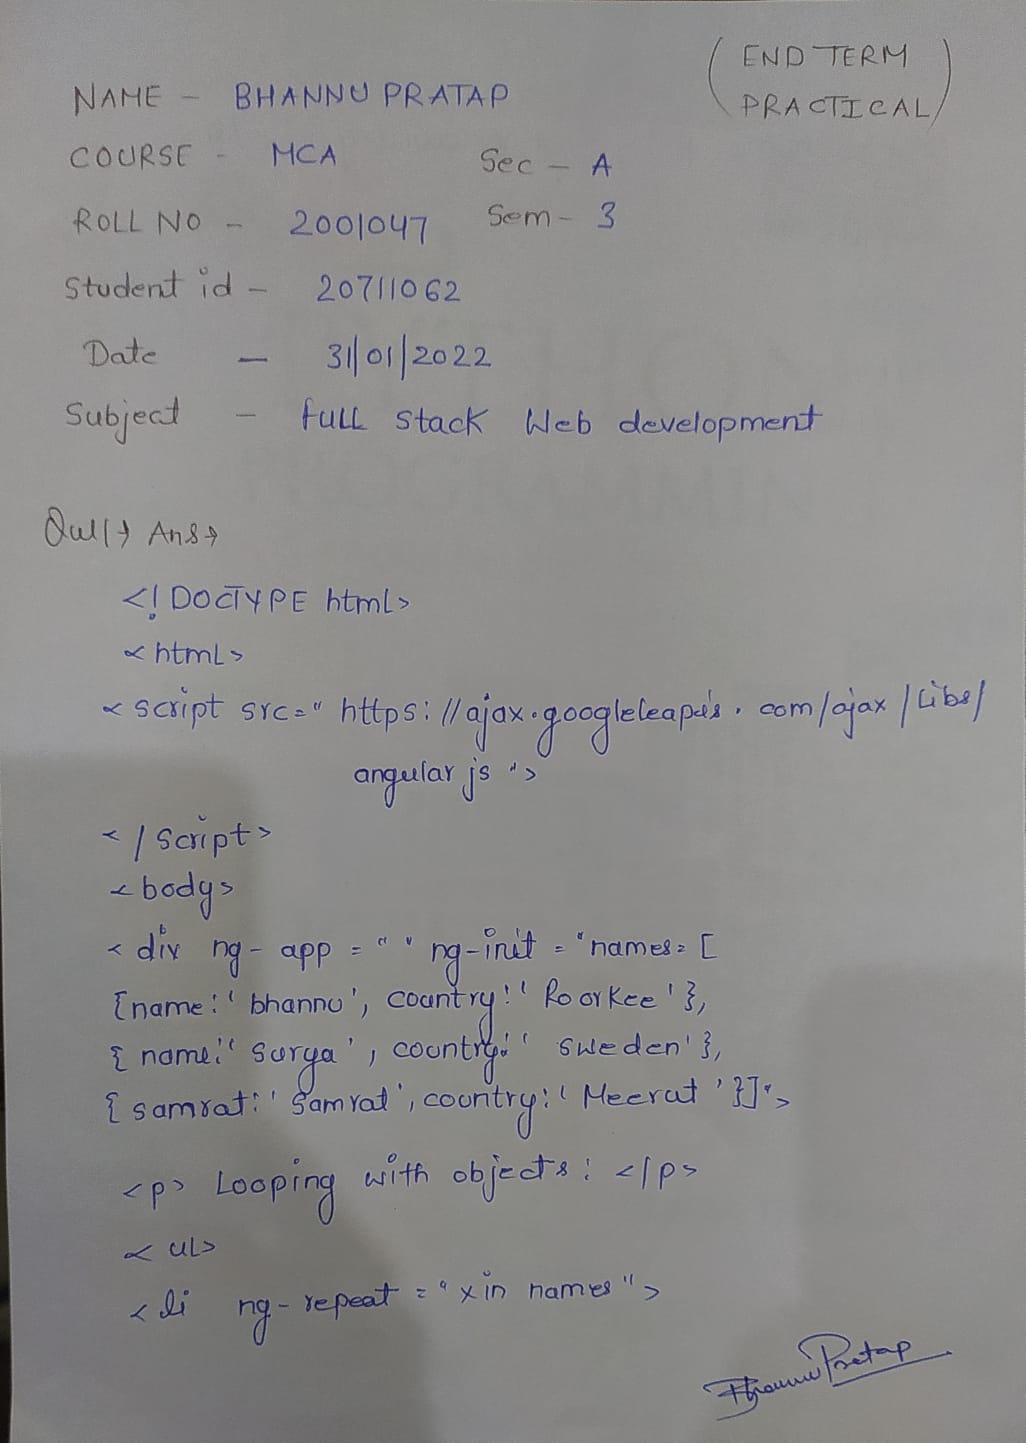 (END TERM
PRACTICAL)
NAME - BHANNU PRATAP
COURSE - MCA Sec - A
ROLL NO - 2001047 Sem - 3
Student id - 20711062
Date - 31/01/2022
Subject - full stack Web development
Ans→
<! DOCTYPE html>
<html>
<script src=" https://ajax.googleleapis.com/ajax/libs/
angular js ">
</script>
<body>
<div ng-app = " " ng-init = "names= [
[name:' bhannu', country:' Roorkee '},
{ name:' surya', country:' sweden'},
{ samrat:' Samrat', country:' Meerut '}]">
<p> Looping with objects: </p>
<ul>
<li ng-repeat = "x in names">
Bhannu Pratap